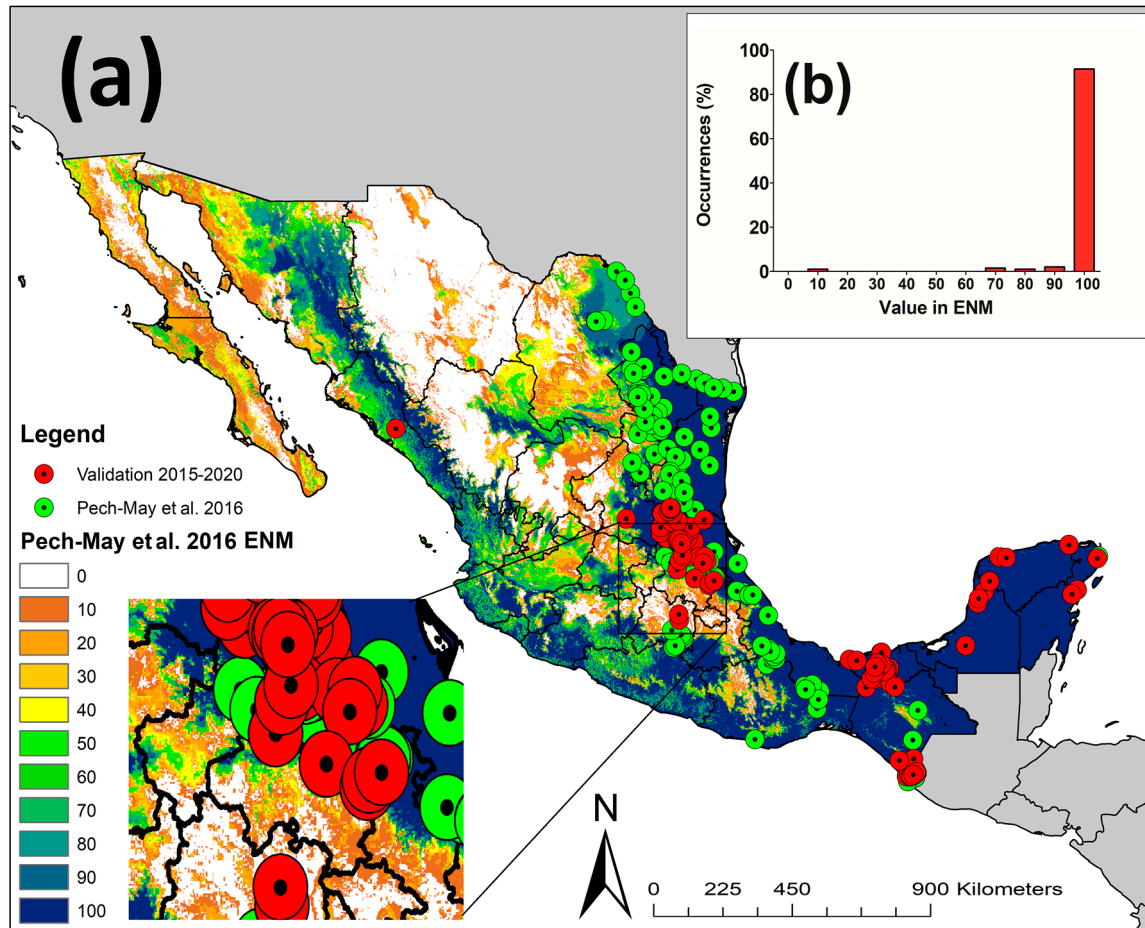 (a)
(b)
Occurrences (%)
100
80
60
40
20
0
0 10 20 30 40 50 60 70 80 90 100
Value in ENM
Legend
Validation 2015-2020
Pech-May et al. 2016
Pech-May et al. 2016 ENM
0
10
20
30
40
50
60
70
80
90
100
N
0 225 450 900 Kilometers